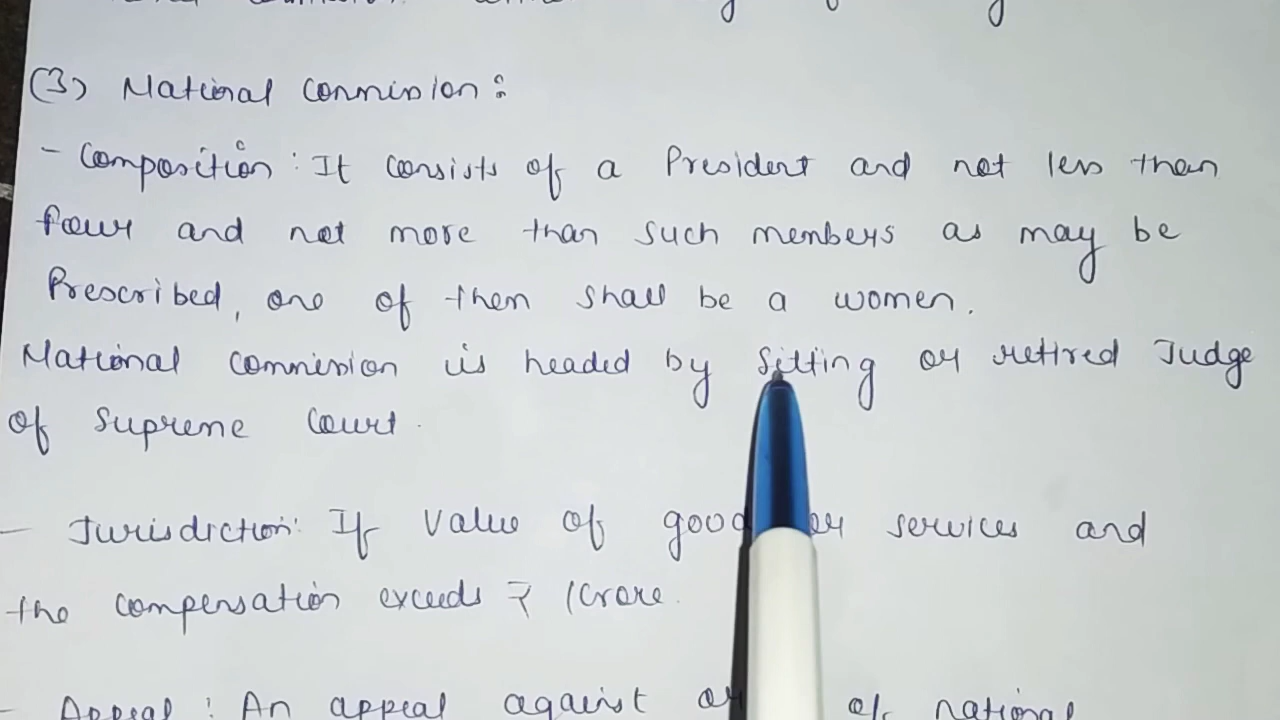 (3) National Commission:
- Composition: It consists of a President and not less than
four and not more than such members as may be
Prescribed, one of them shall be a women.
National Commission is headed by sitting or retired Judge
of Supreme Court.
- Jurisdiction: If value of good or services and
the compensation exceeds ₹ 1Crore.
- Appeal: An appeal against of national